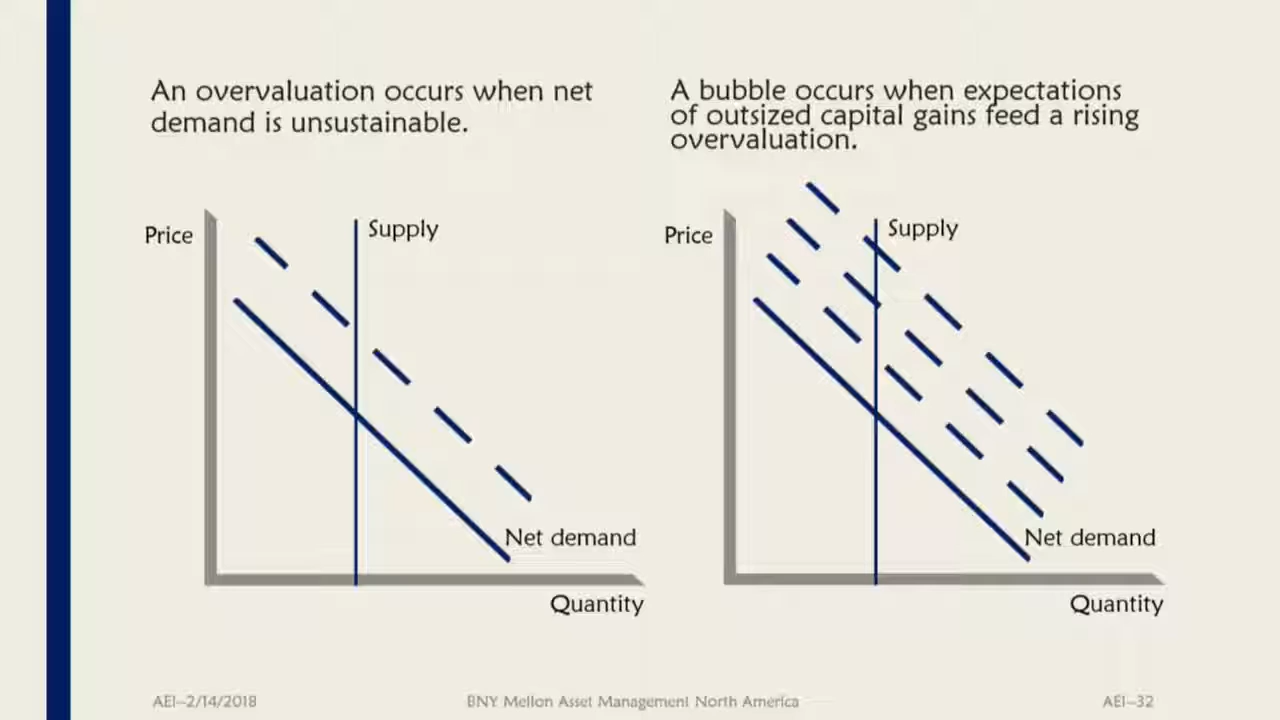 An overvaluation occurs when net
demand is unsustainable.
Price
Supply
Net demand
Quantity
A bubble occurs when expectations
of outsized capital gains feed a rising
overvaluation.
Price
Supply
Net demand
Quantity
AEI–2/14/2018
BNY Mellon Asset Management North America
AEI–32